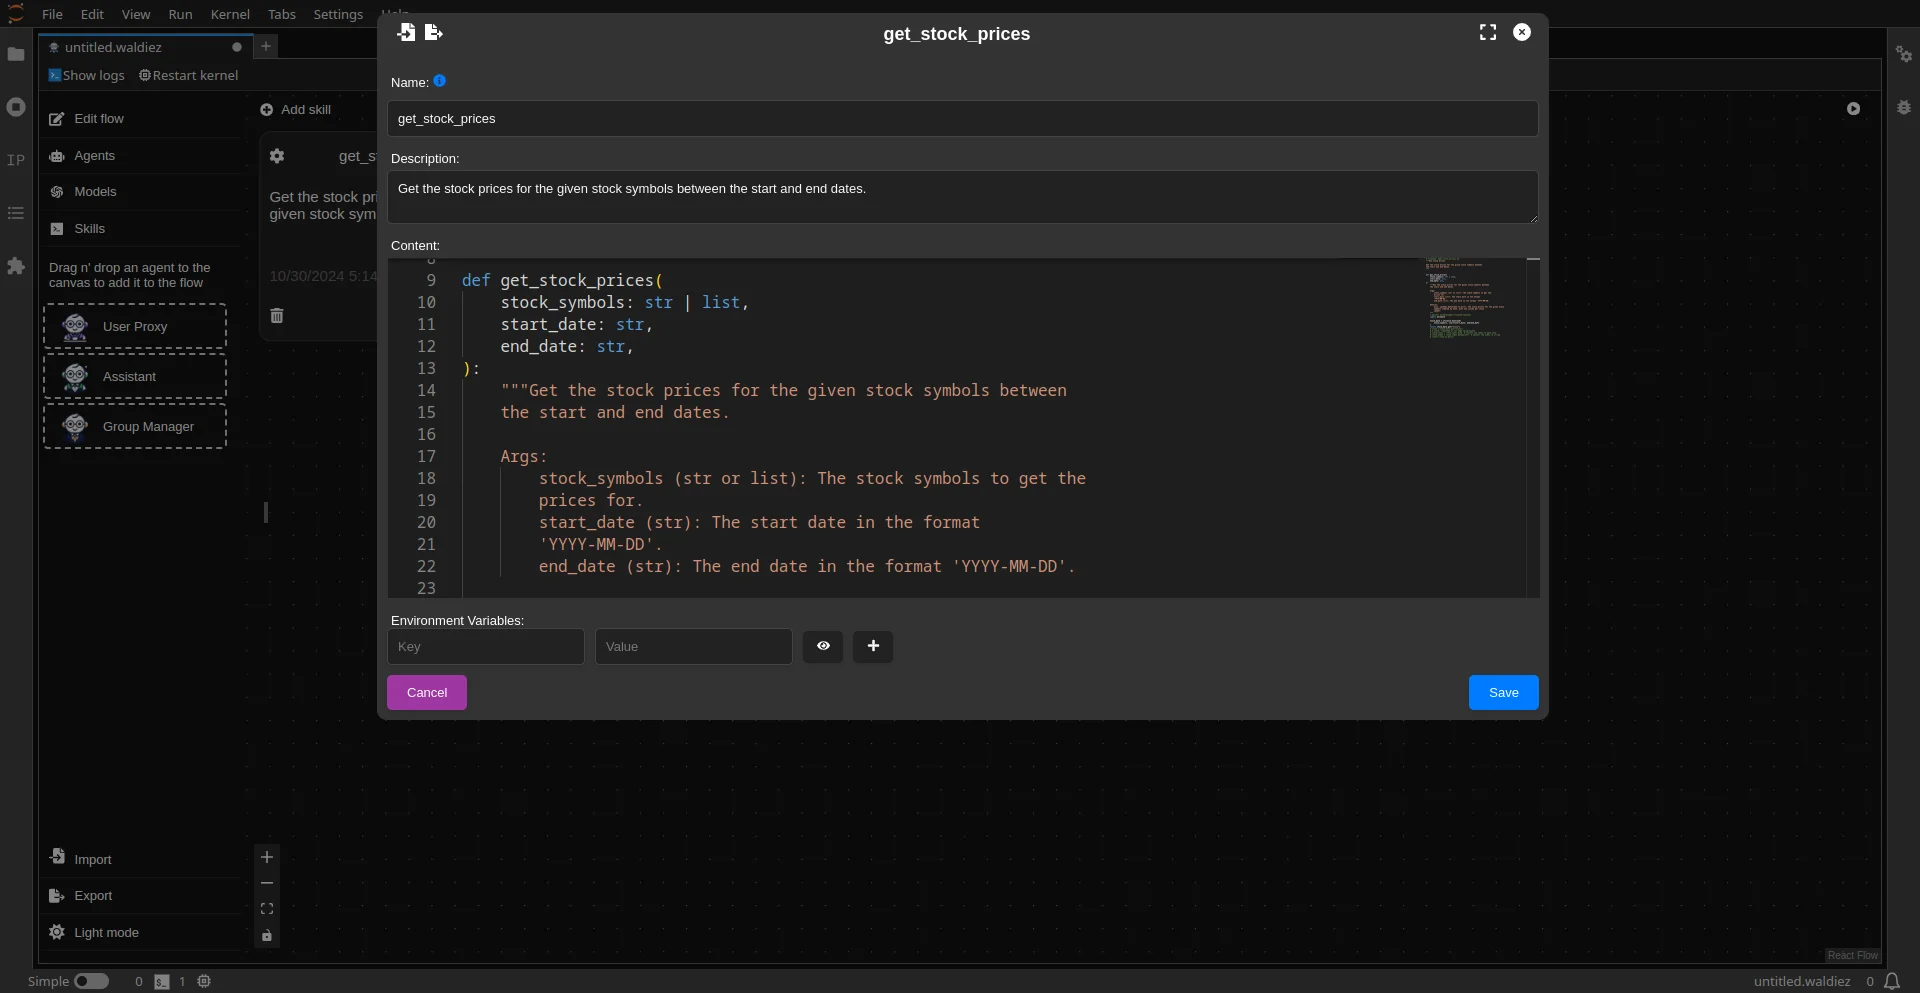 File Edit View Run Kernel Tabs Settings Help
get_stock_prices
untitled.waldiez
Show logs Restart kernel
Name:
Edit flow
Add skill
get_stock_prices
Agents
get_s
Description:
Models
Get the stock pri
given stock sym
Get the stock prices for the given stock symbols between the start and end dates.
Skills
Content:
Drag n' drop an agent to the
canvas to add it to the flow
10/30/2024 5:14
User Proxy
Assistant
Group Manager
8
9 def get_stock_prices(
10 stock_symbols: str | list,
11 start_date: str,
12 end_date: str,
13 ):
14 """Get the stock prices for the given stock symbols between
15 the start and end dates.
16
17 Args:
18 stock_symbols (str or list): The stock symbols to get the
19 prices for.
20 start_date (str): The start date in the format
21 'YYYY-MM-DD'.
22 end_date (str): The end date in the format 'YYYY-MM-DD'.
23
Environment Variables:
Key Value
Cancel Save
IP
Import
Export
Light mode
React Flow
Simple 0 1 untitled.waldiez 0